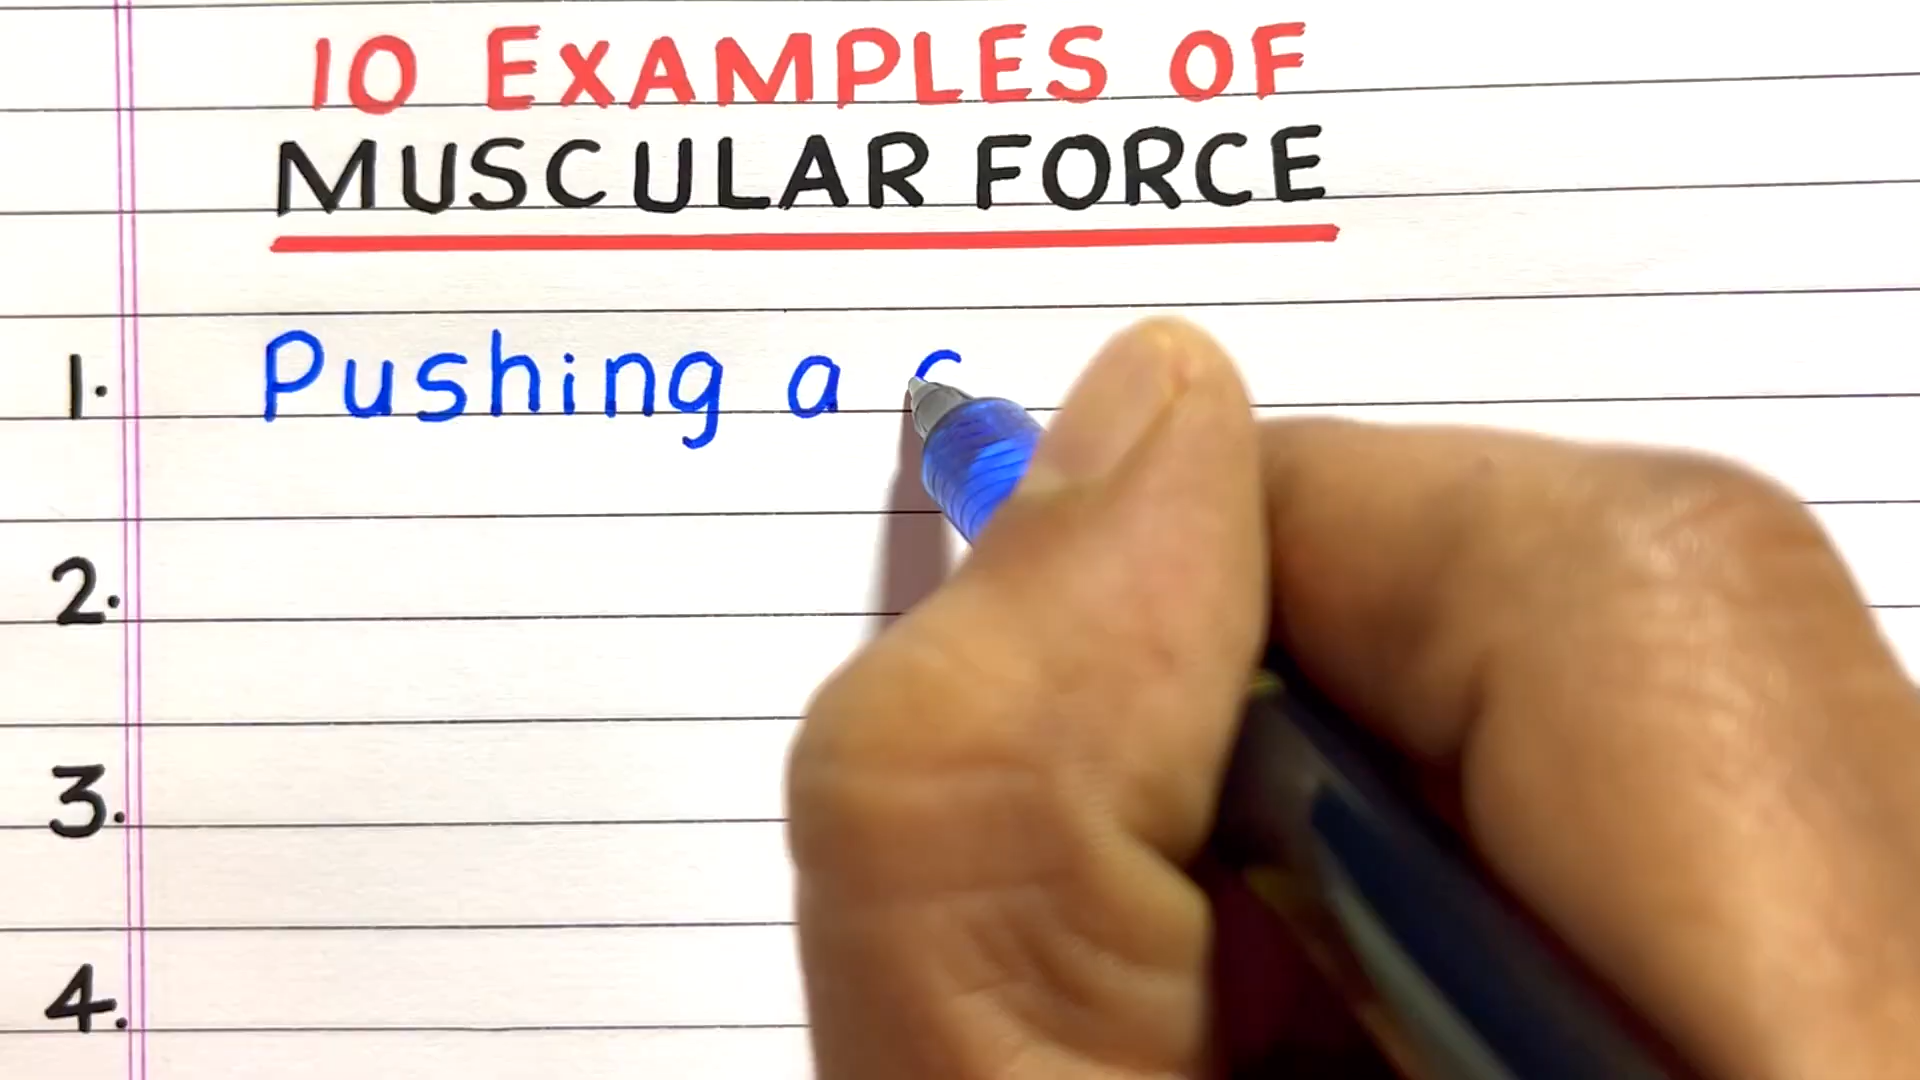 10 EXAMPLES OF
MUSCULAR FORCE
1. Pushing a
2.
3.
4.